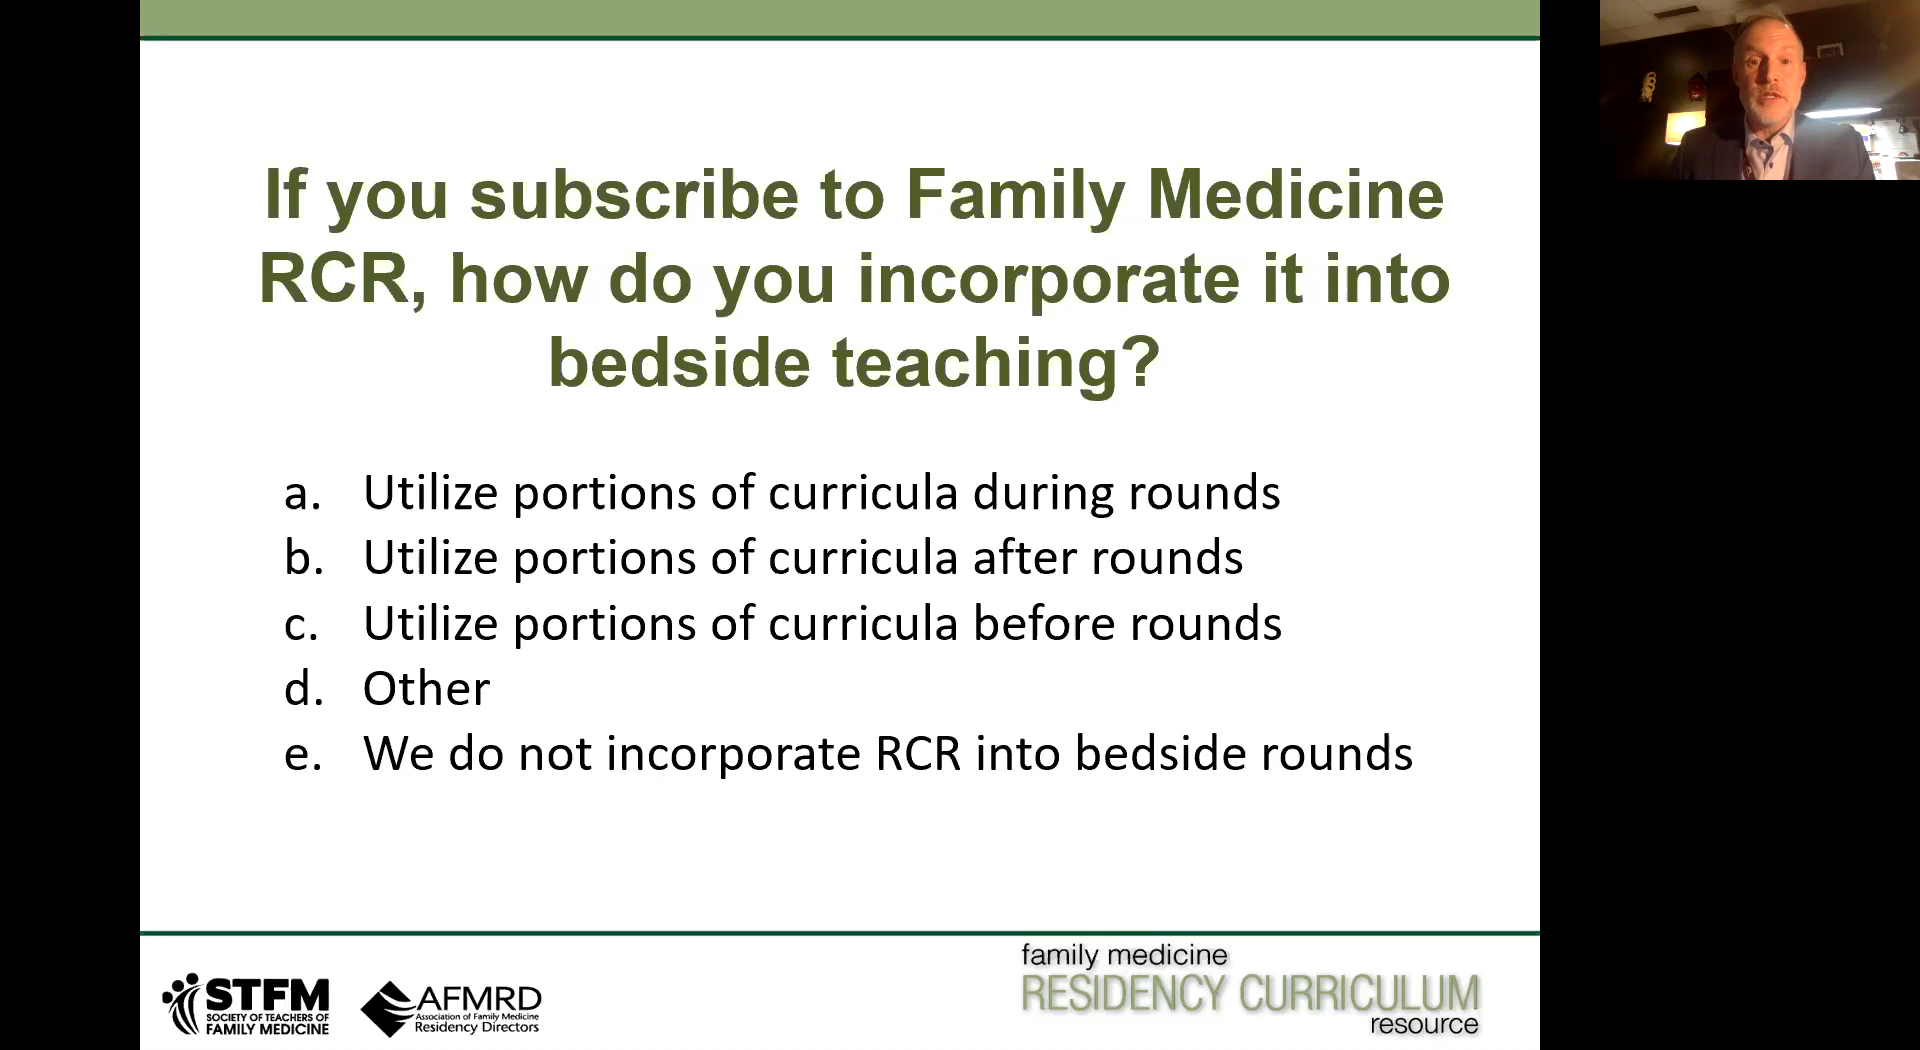 If you subscribe to Family Medicine
RCR, how do you incorporate it into
bedside teaching?
a. Utilize portions of curricula during rounds
b. Utilize portions of curricula after rounds
c. Utilize portions of curricula before rounds
d. Other
e. We do not incorporate RCR into bedside rounds
STFM
SOCIETY OF TEACHERS OF
FAMILY MEDICINE
AFMRD
Association of Family Medicine
Residency Directors
family medicine
RESIDENCY CURRICULUM
resource